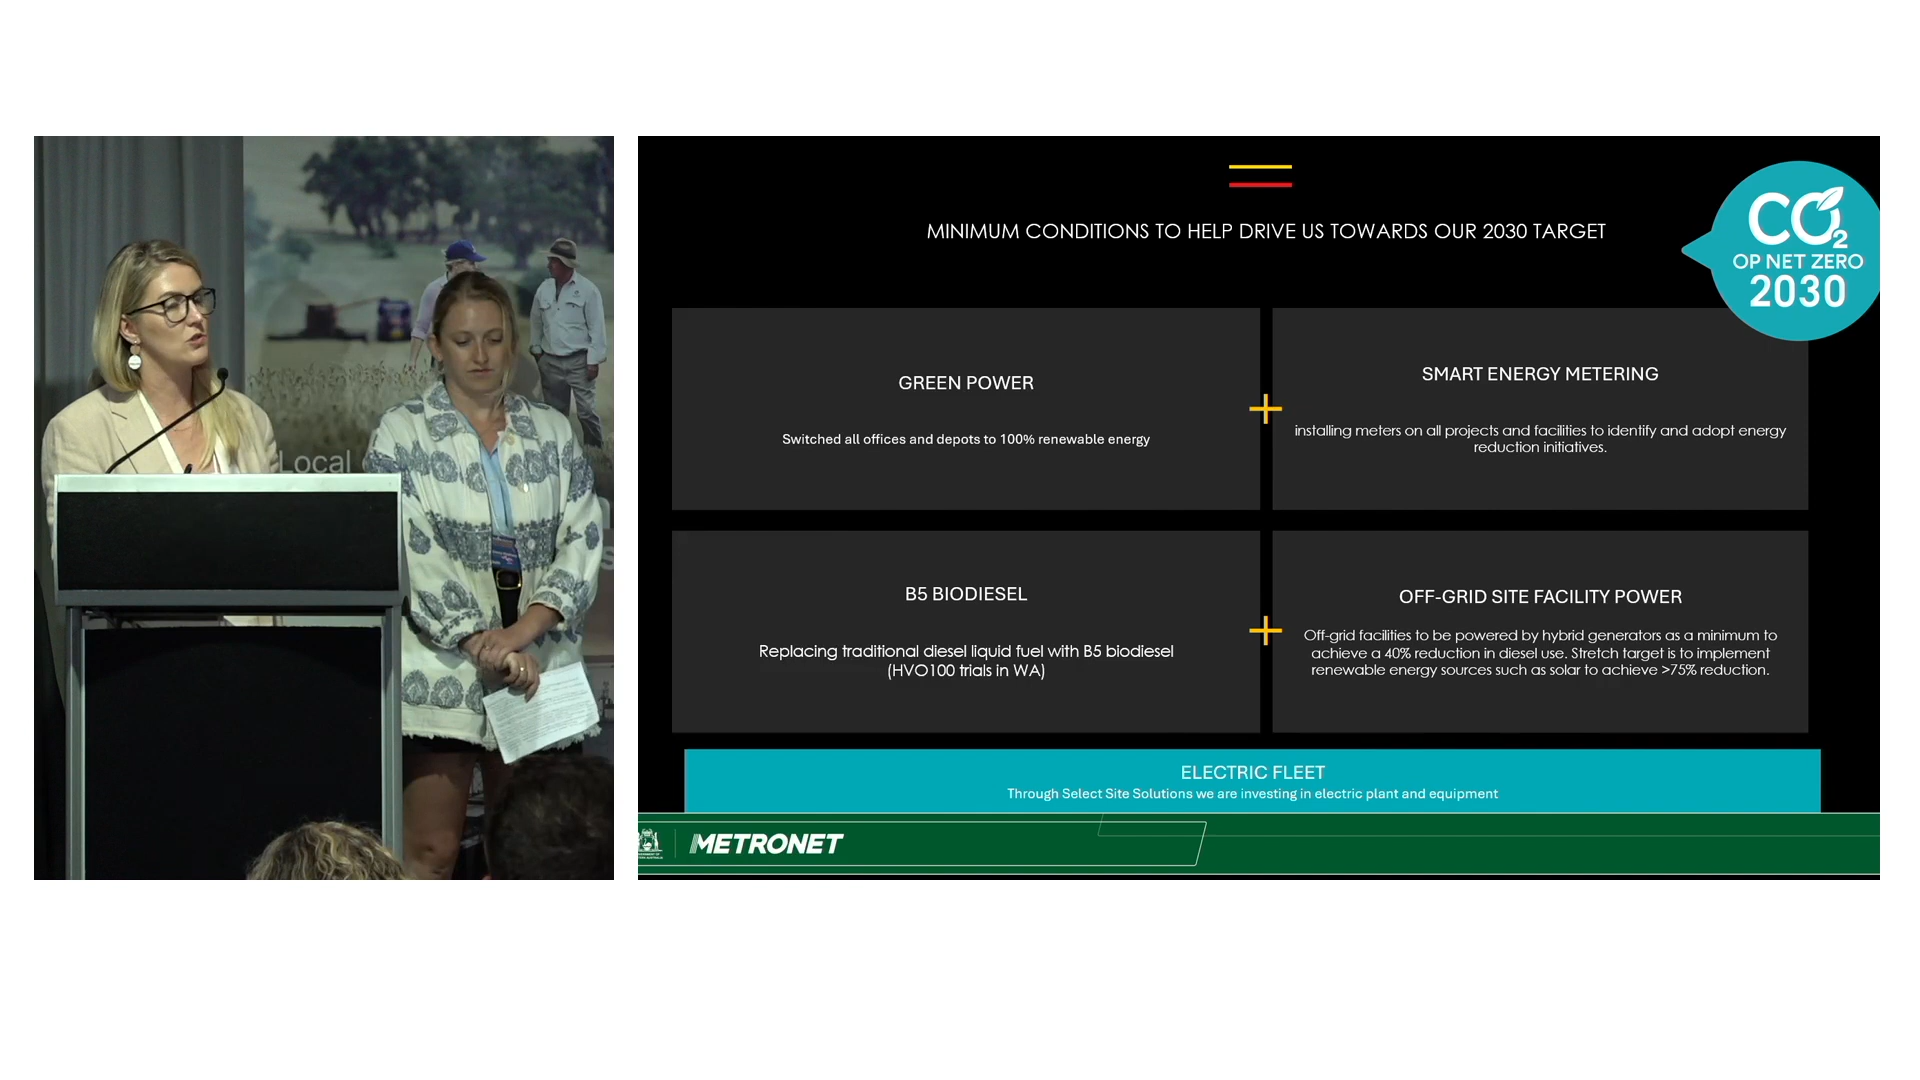 MINIMUM CONDITIONS TO HELP DRIVE US TOWARDS OUR 2030 TARGET
CO2
OP NET ZERO
2030
GREEN POWER
Switched all offices and depots to 100% renewable energy
SMART ENERGY METERING
installing meters on all projects and facilities to identify and adopt energy
reduction initiatives.
B5 BIODIESEL
Replacing traditional diesel liquid fuel with B5 biodiesel
(HVO100 trials in WA)
OFF-GRID SITE FACILITY POWER
Off-grid facilities to be powered by hybrid generators as a minimum to
achieve a 40% reduction in diesel use. Stretch target is to implement
renewable energy sources such as solar to achieve >75% reduction.
ELECTRIC FLEET
Through Select Site Solutions we are investing in electric plant and equipment
METRONET
Local